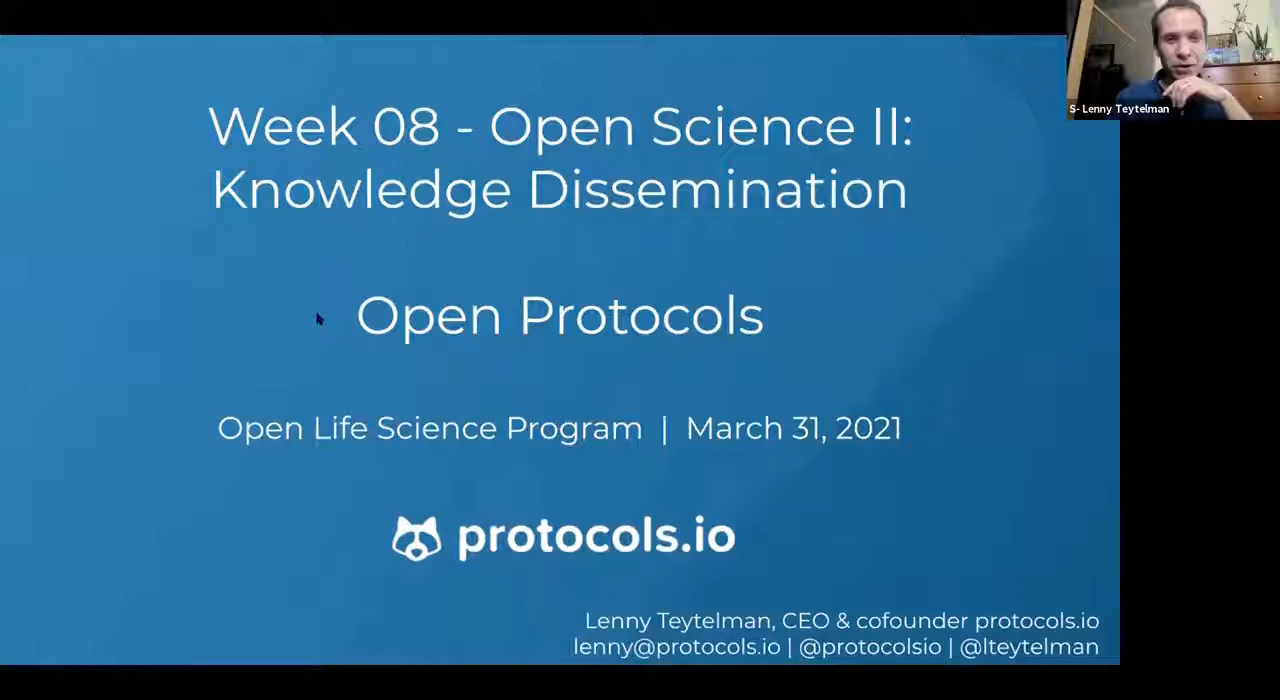 S- Lenny Teytelman
Week 08 - Open Science II:
Knowledge Dissemination
Open Protocols
Open Life Science Program | March 31, 2021
protocols.io
Lenny Teytelman, CEO & cofounder protocols.io
lenny@protocols.io | @protocolsio | @lteytelman